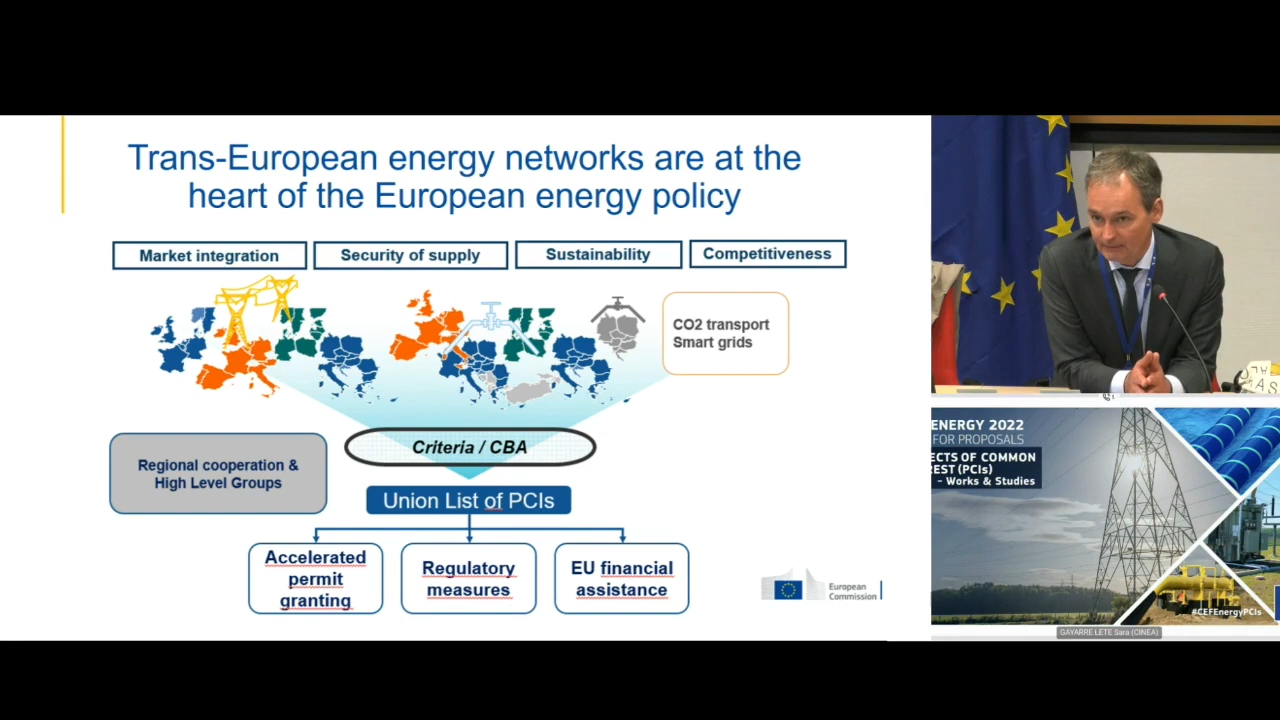 Trans-European energy networks are at the
heart of the European energy policy
Market integration
Security of supply
Sustainability
Competitiveness
CO2 transport
Smart grids
Criteria / CBA
Regional cooperation &
High Level Groups
Union List of PCIs
Accelerated
permit
granting
Regulatory
measures
EU financial
assistance
European
Commission
ENERGY 2022
FOR PROPOSALS
ECTS OF COMMON
REST (PCIs)
- Works & Studies
#CEFEnergyPCIs
GAYARRE LETE Sara (CINEA)